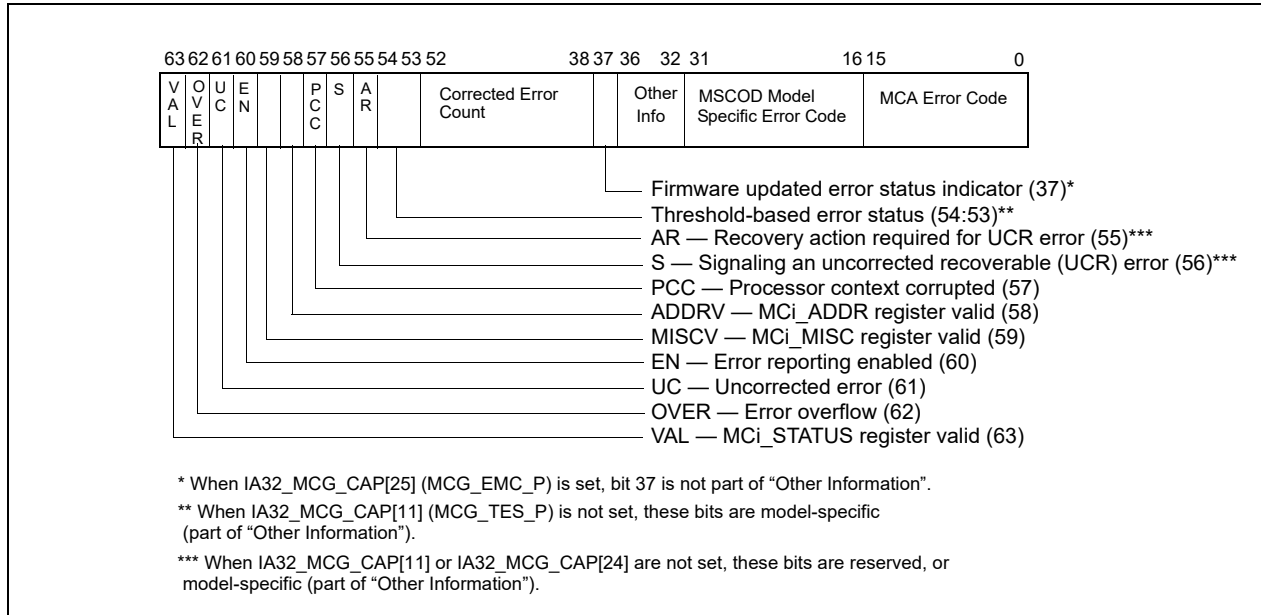 63 62 61 60 59 58 57 56 55 54 53 52 38 37 36 32 31 16 15 0
VAL
OVER
UC
EN
PCC
S
AR
Corrected Error
Count
Other
Info
MSCOD Model
Specific Error Code
MCA Error Code
Firmware updated error status indicator (37)*
Threshold-based error status (54:53)**
AR — Recovery action required for UCR error (55)***
S — Signaling an uncorrected recoverable (UCR) error (56)***
PCC — Processor context corrupted (57)
ADDRV — MCi_ADDR register valid (58)
MISCV — MCi_MISC register valid (59)
EN — Error reporting enabled (60)
UC — Uncorrected error (61)
OVER — Error overflow (62)
VAL — MCi_STATUS register valid (63)
* When IA32_MCG_CAP[25] (MCG_EMC_P) is set, bit 37 is not part of “Other Information”.
** When IA32_MCG_CAP[11] (MCG_TES_P) is not set, these bits are model-specific
(part of “Other Information”).
*** When IA32_MCG_CAP[11] or IA32_MCG_CAP[24] are not set, these bits are reserved, or
model-specific (part of “Other Information”).